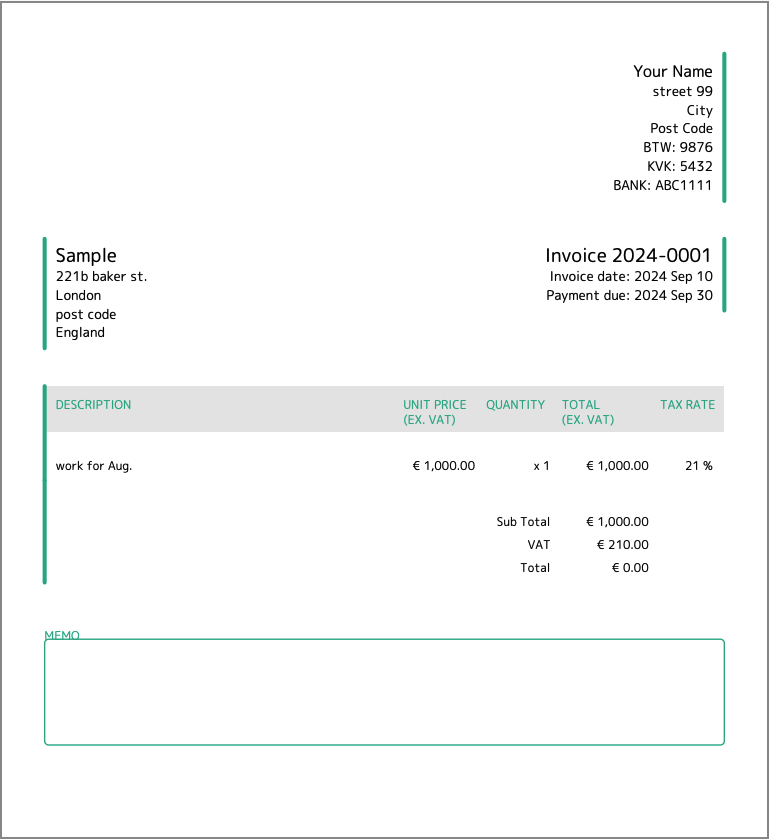 Your Name
street 99
City
Post Code
BTW: 9876
KVK: 5432
BANK: ABC1111
Sample
221b baker st.
London
post code
England
Invoice 2024-0001
Invoice date: 2024 Sep 10
Payment due: 2024 Sep 30
DESCRIPTION UNIT PRICE (EX. VAT) QUANTITY TOTAL (EX. VAT) TAX RATE
work for Aug. € 1,000.00 x 1 € 1,000.00 21 %
Sub Total € 1,000.00
VAT € 210.00
Total € 0.00
MEMO